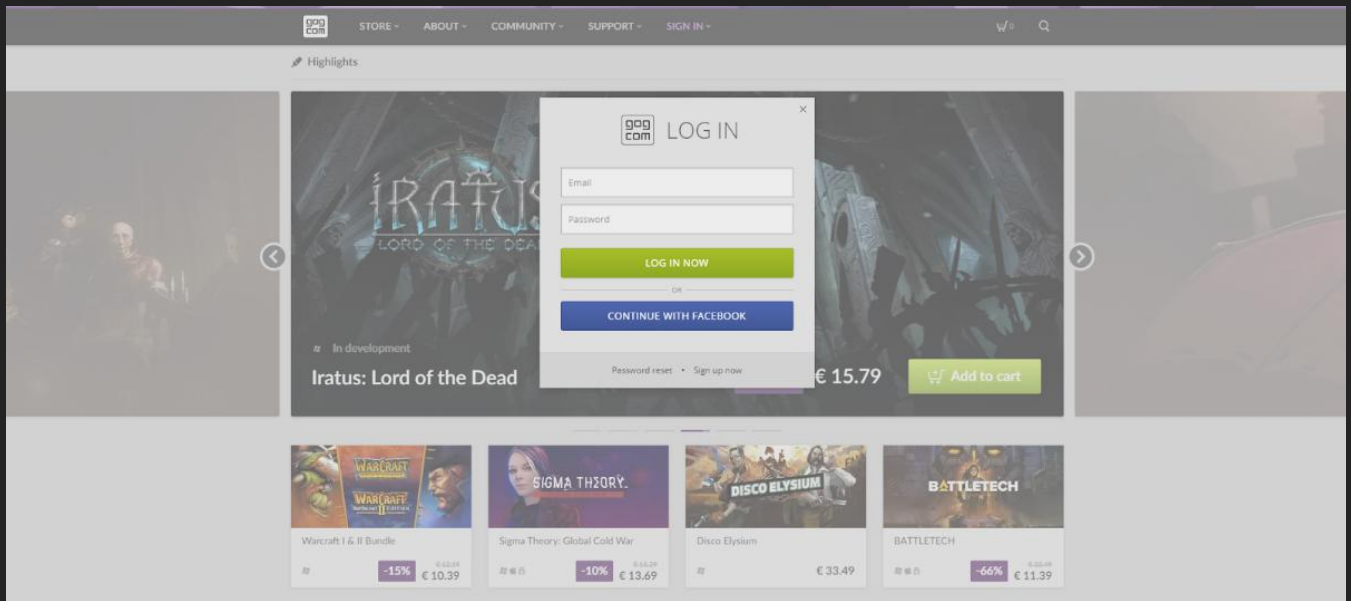 gog
com
STORE
ABOUT
COMMUNITY
SUPPORT
SIGN IN
0
Highlights
IRATUS
LORD OF THE DEA
gog
com
LOG IN
Email
Password
LOG IN NOW
OR
CONTINUE WITH FACEBOOK
Password reset • Sign up now
In development
Iratus: Lord of the Dead
€ 15.79
Add to cart
WARCRAFT
WARCRAFT
II
SIGMA THEORY.
DISCO ELYSIUM
BATTLETECH
Warcraft I & II Bundle
Sigma Theory: Global Cold War
Disco Elysium
BATTLETECH
-15%
€ 10.39
-10%
€ 13.69
€ 33.49
-66%
€ 11.39